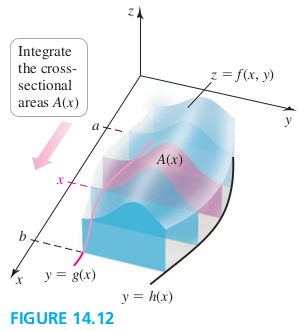 z
Integrate
the cross-
sectional
areas A(x)
z = f(x, y)
y
a
A(x)
x
b
x
y = g(x)
y = h(x)
FIGURE 14.12